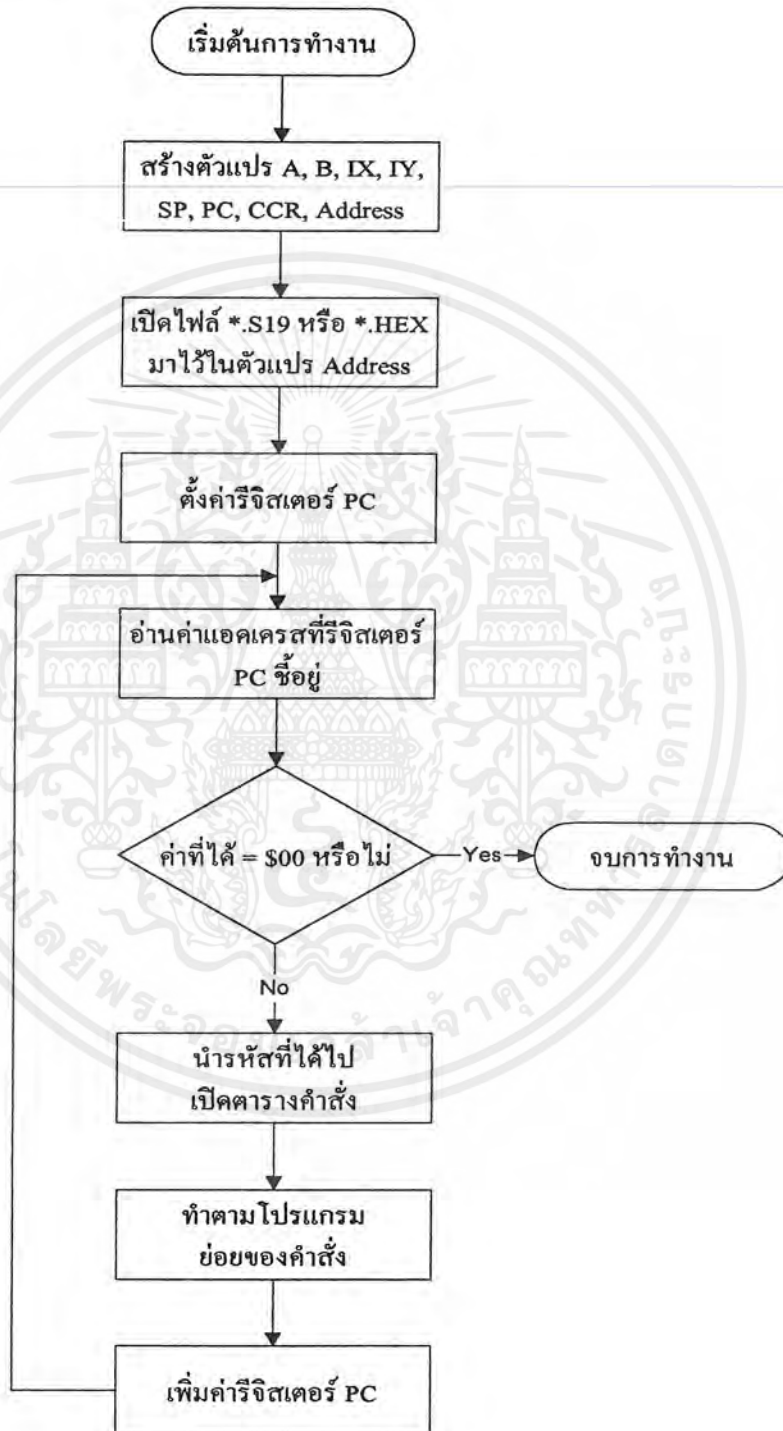 เริ่มต้นการทำงาน
สร้างตัวแปร A, B, IX, IY,
SP, PC, CCR, Address
เปิดไฟล์ *.S19 หรือ *.HEX
มาไว้ในตัวแปร Address
ตั้งค่ารีจิสเตอร์ PC
อ่านค่าแอดเดรสที่รีจิสเตอร์
PC ชี้อยู่
ค่าที่ได้ = $00 หรือไม่
Yes
จบการทำงาน
No
นำรหัสที่ได้ไป
เปิดตารางคำสั่ง
ทำตามโปรแกรม
ย่อยของคำสั่ง
เพิ่มค่ารีจิสเตอร์ PC